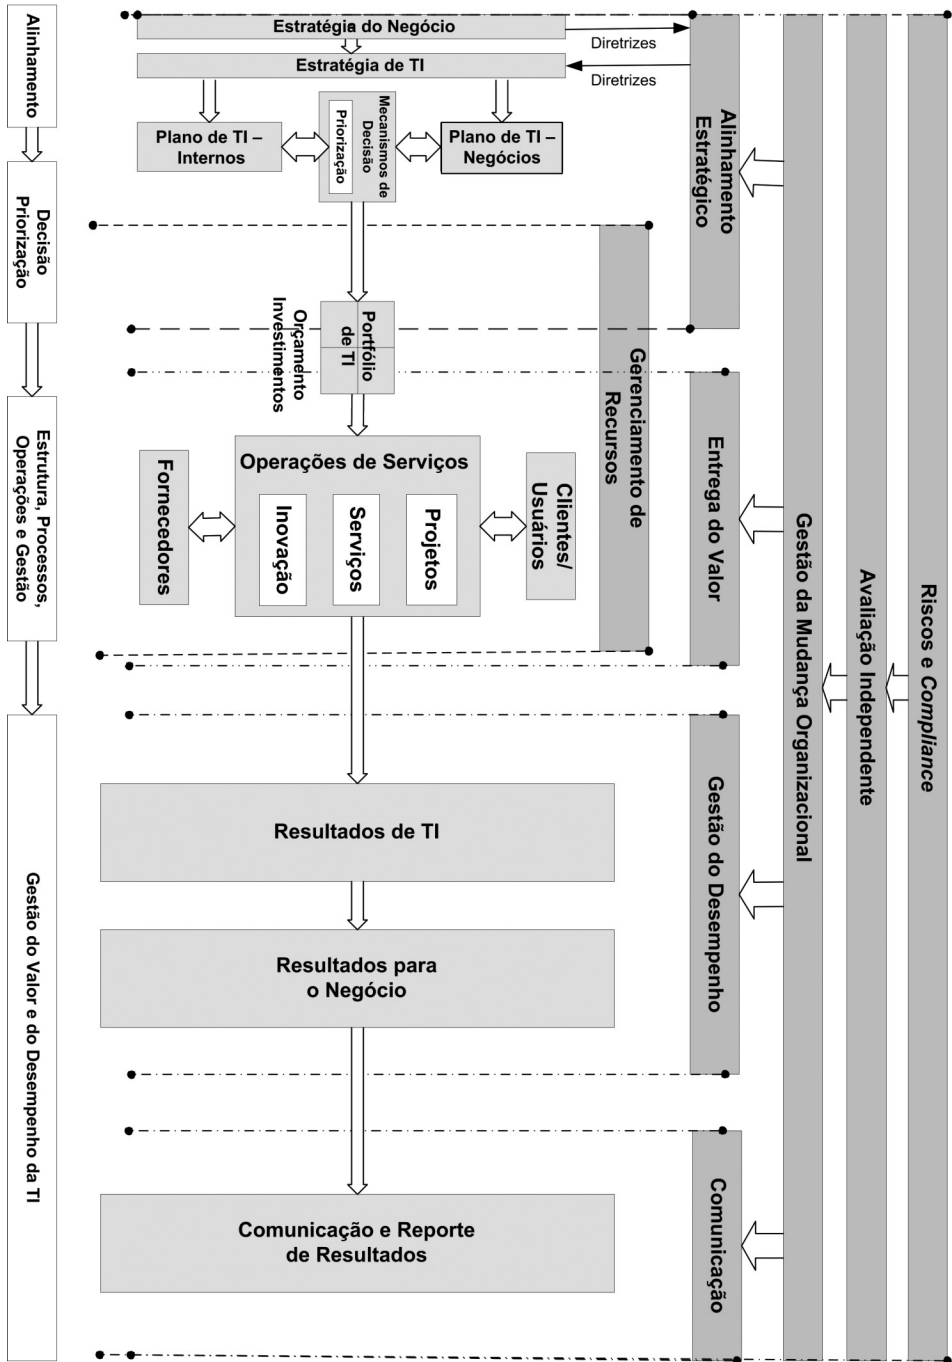 Alinhamento
Decisão
Priorização
Estrutura, Processos,
Operações e Gestão
Gestão do Valor e do Desempenho da TI
Estratégia do Negócio
Estratégia de TI
Diretrizes
Diretrizes
Plano de TI –
Internos
Mecanismos de
Decisão
Priorização
Plano de TI –
Negócios
Portfólio
de TI
Orçamento
Investimentos
Operações de Serviços
Inovação
Serviços
Projetos
Fornecedores
Clientes/
Usuários
Resultados de TI
Resultados para
o Negócio
Comunicação e Reporte
de Resultados
Gerenciamento de
Recursos
Alinhamento
Estratégico
Entrega do Valor
Gestão do Desempenho
Comunicação
Gestão da Mudança Organizacional
Avaliação Independente
Riscos e Compliance